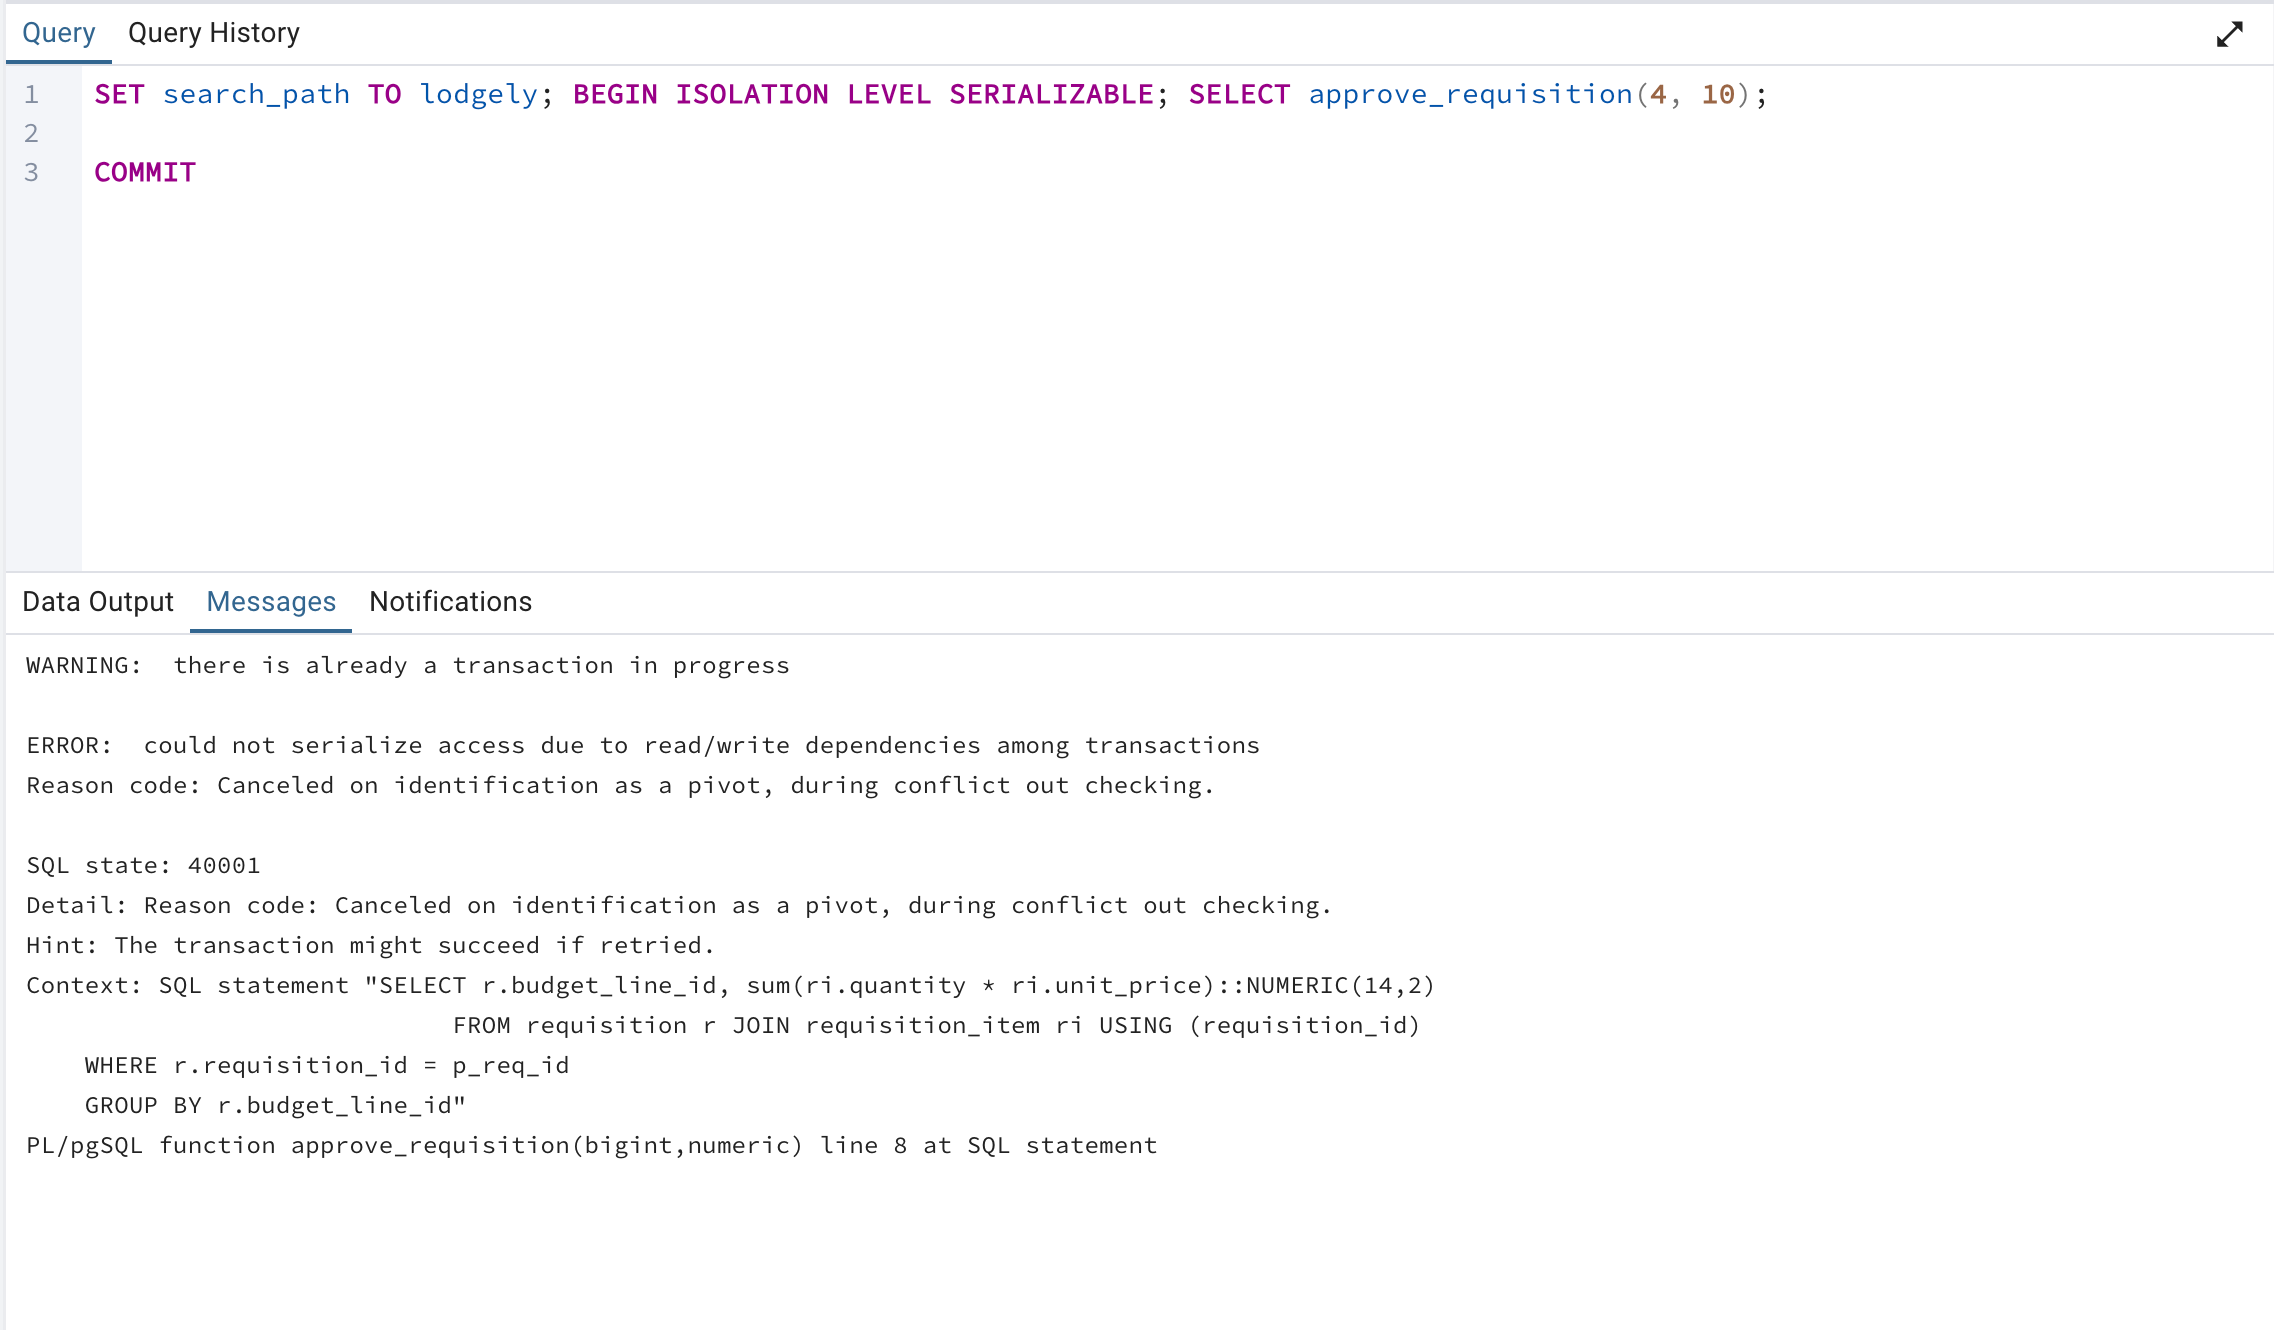 Query Query History
1 SET search_path TO lodgely; BEGIN ISOLATION LEVEL SERIALIZABLE; SELECT approve_requisition(4, 10);
2
3 COMMIT
Data Output Messages Notifications
WARNING:  there is already a transaction in progress
ERROR:  could not serialize access due to read/write dependencies among transactions
Reason code: Canceled on identification as a pivot, during conflict out checking.
SQL state: 40001
Detail: Reason code: Canceled on identification as a pivot, during conflict out checking.
Hint: The transaction might succeed if retried.
Context: SQL statement "SELECT r.budget_line_id, sum(ri.quantity * ri.unit_price)::NUMERIC(14,2)
FROM requisition r JOIN requisition_item ri USING (requisition_id)
WHERE r.requisition_id = p_req_id
GROUP BY r.budget_line_id"
PL/pgSQL function approve_requisition(bigint,numeric) line 8 at SQL statement